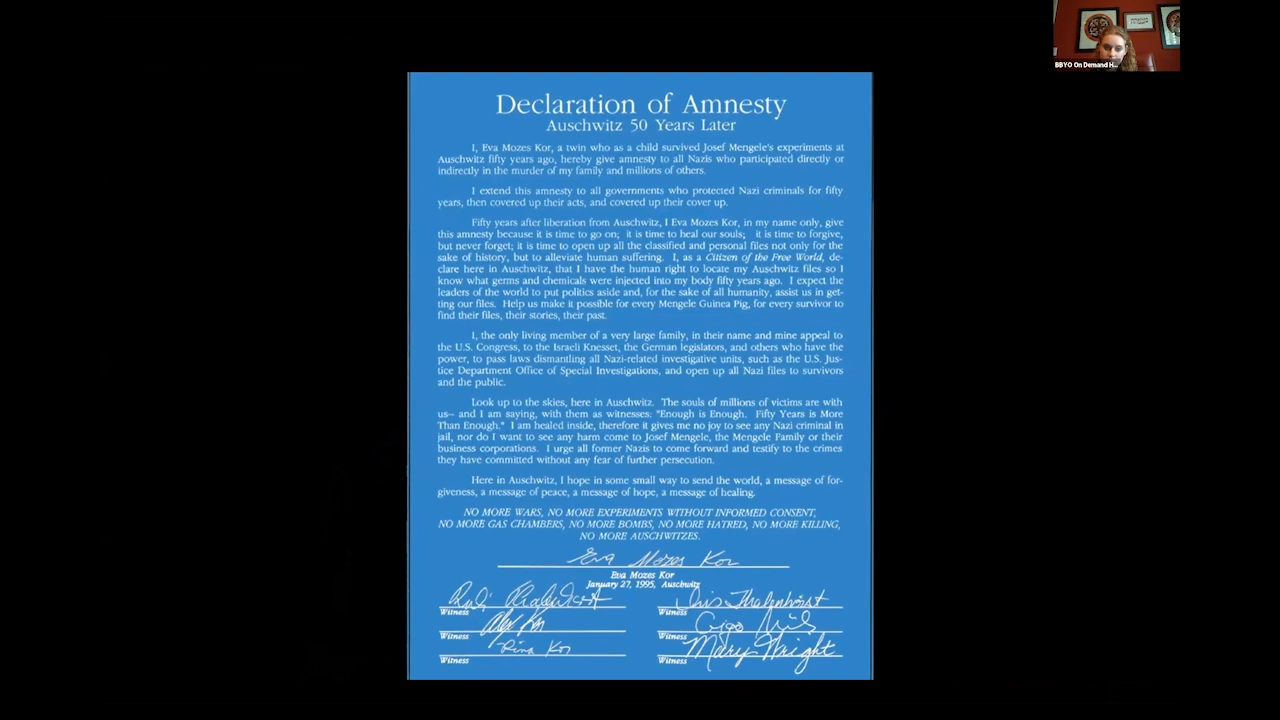 BBYO On Demand H...
Declaration of Amnesty
Auschwitz 50 Years Later
I, Eva Mozes Kor, a twin who as a child survived Josef Mengele's experiments at
Auschwitz fifty years ago, hereby give amnesty to all Nazis who participated directly or
indirectly in the murder of my family and millions of others.
I extend this amnesty to all governments who protected Nazi criminals for fifty
years, then covered up their acts, and covered up their cover up.
Fifty years after liberation from Auschwitz, I Eva Mozes Kor, in my name only, give
this amnesty because it is time to go on; it is time to heal our souls; it is time to forgive,
but never forget; it is time to open up all the classified and personal files not only for the
sake of history, but to alleviate human suffering. I, as a Citizen of the Free World, de-
clare here in Auschwitz, that I have the human right to locate my Auschwitz files so I
know what germs and chemicals were injected into my body fifty years ago. I expect the
leaders of the world to put politics aside and, for the sake of all humanity, assist us in get-
ting our files. Help us make it possible for every Mengele Guinea Pig, for every survivor to
find their files, their stories, their past.
I, the only living member of a very large family, in their name and mine appeal to
the U.S. Congress, to the Israeli Knesset, the German legislators, and others who have the
power, to pass laws dismantling all Nazi-related investigative units, such as the U.S. Jus-
tice Department Office of Special Investigations, and open up all Nazi files to survivors
and the public.
Look up to the skies, here in Auschwitz. The souls of millions of victims are with
us— and I am saying, with them as witnesses: "Enough is Enough. Fifty Years is More
Than Enough." I am healed inside, therefore it gives me no joy to see any Nazi criminal in
jail, nor do I want to see any harm come to Josef Mengele, the Mengele Family or their
business corporations. I urge all former Nazis to come forward and testify to the crimes
they have committed without any fear of further persecution.
Here in Auschwitz, I hope in some small way to send the world, a message of for-
giveness, a message of peace, a message of hope, a message of healing.
NO MORE WARS, NO MORE EXPERIMENTS WITHOUT INFORMED CONSENT,
NO MORE GAS CHAMBERS, NO MORE BOMBS, NO MORE HATRED, NO MORE KILLING,
NO MORE AUSCHWITZES.
Eva Mozes Kor
Eva Mozes Kor
January 27, 1995, Auschwitz
Witness
Alex Kor
Witness
Rina Kor
Witness
Iris Thalenhorst
Witness
Witness
Mary Wright
Witness